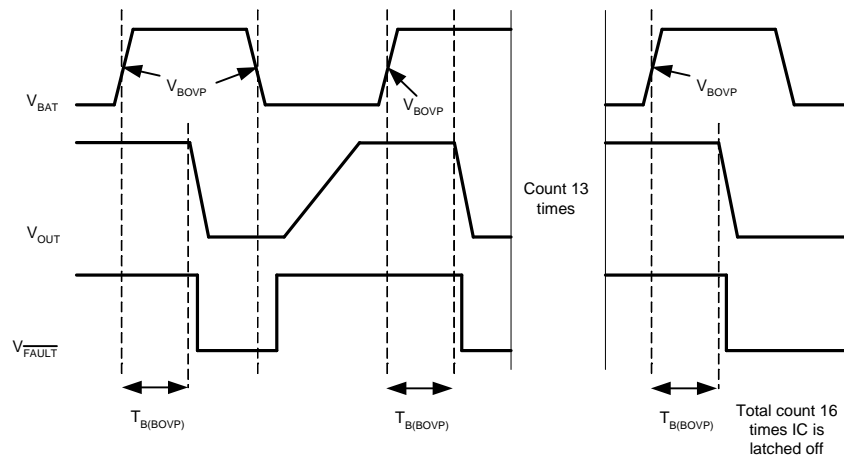 V_BOVP
V_BAT
V_BOVP
V_BOVP
Count 13
times
V_OUT
V_FAULT
T_B(BOVP)
T_B(BOVP)
T_B(BOVP)
Total count 16
times IC is
latched off